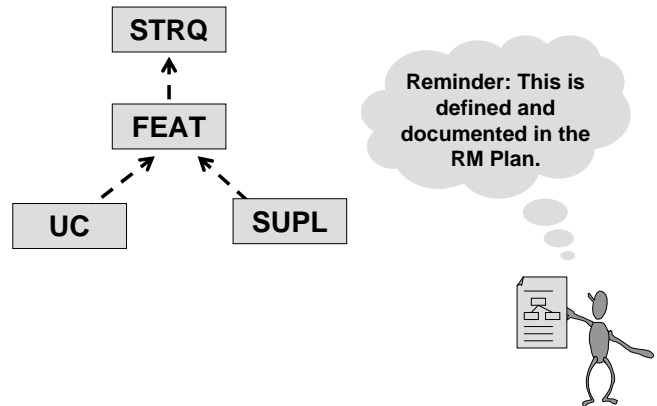 STRQ
FEAT
UC
SUPL
Reminder: This is
defined and
documented in the
RM Plan.